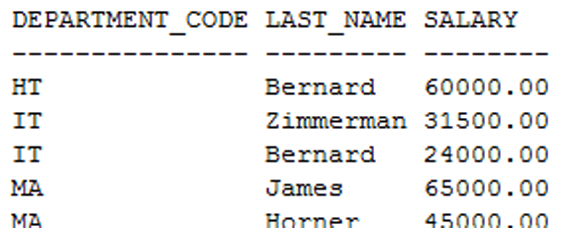 DEPARTMENT_CODE LAST_NAME SALARY
--------------- --------- --------
HT              Bernard   60000.00
IT              Zimmerman 31500.00
IT              Bernard   24000.00
MA              James     65000.00
MA              Horner    45000.00